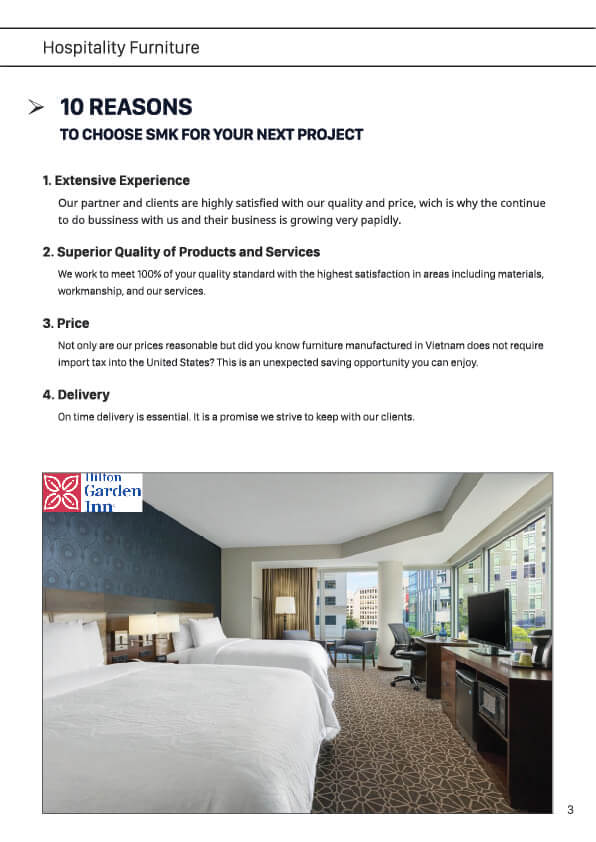 Hospitality Furniture
➢ 10 REASONS
TO CHOOSE SMK FOR YOUR NEXT PROJECT
1. Extensive Experience
Our partner and clients are highly satisfied with our quality and price, wich is why the continue
to do bussiness with us and their business is growing very papidly.
2. Superior Quality of Products and Services
We work to meet 100% of your quality standard with the highest satisfaction in areas including materials,
workmanship, and our services.
3. Price
Not only are our prices reasonable but did you know furniture manufactured in Vietnam does not require
import tax into the United States? This is an unexpected saving opportunity you can enjoy.
4. Delivery
On time delivery is essential. It is a promise we strive to keep with our clients.
Hilton
Garden
Inn
3